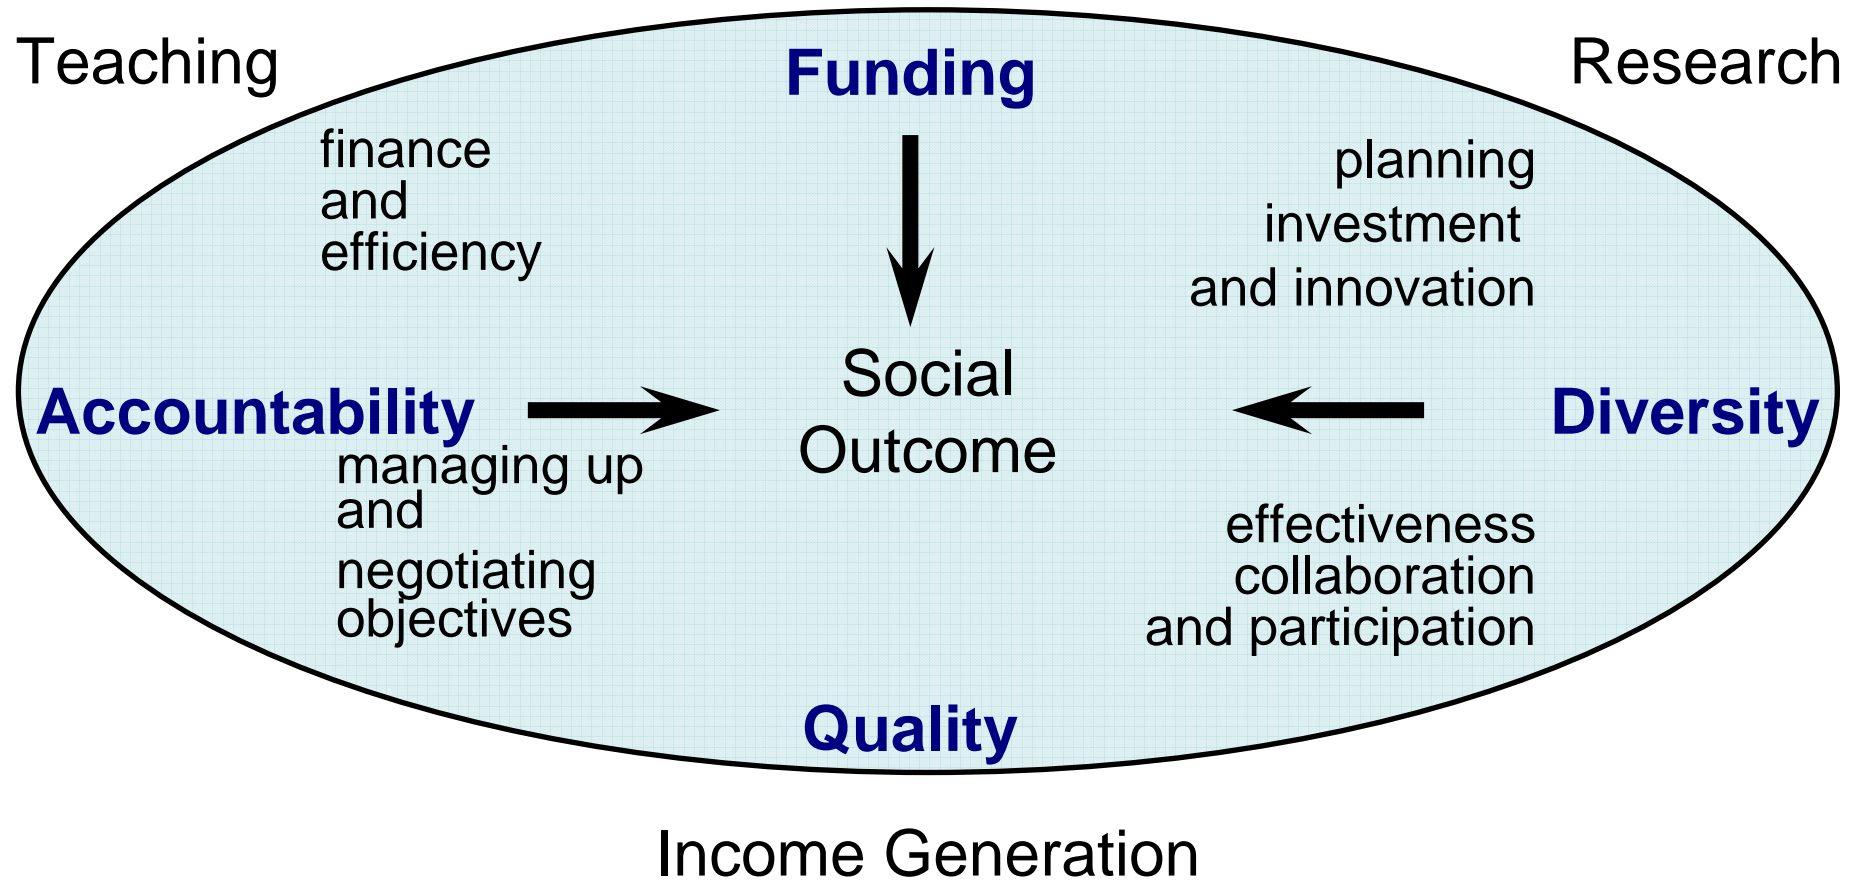 Teaching
Research
Funding
finance
and
efficiency
planning
investment
and innovation
Social
Outcome
Accountability
Diversity
managing up
and
negotiating
objectives
effectiveness
collaboration
and participation
Quality
Income Generation